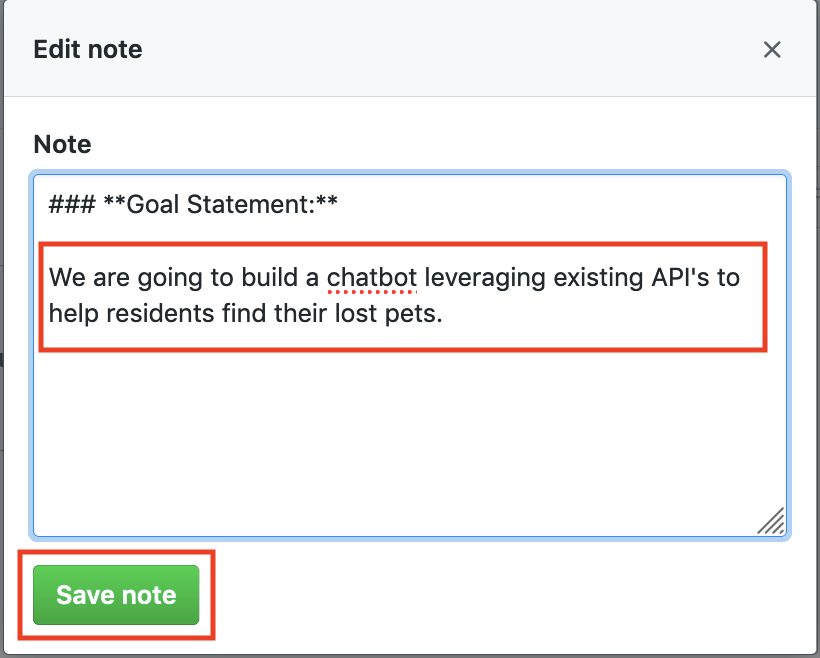 Edit note
Note
### **Goal Statement:**
We are going to build a chatbot leveraging existing API's to
help residents find their lost pets.
Save note